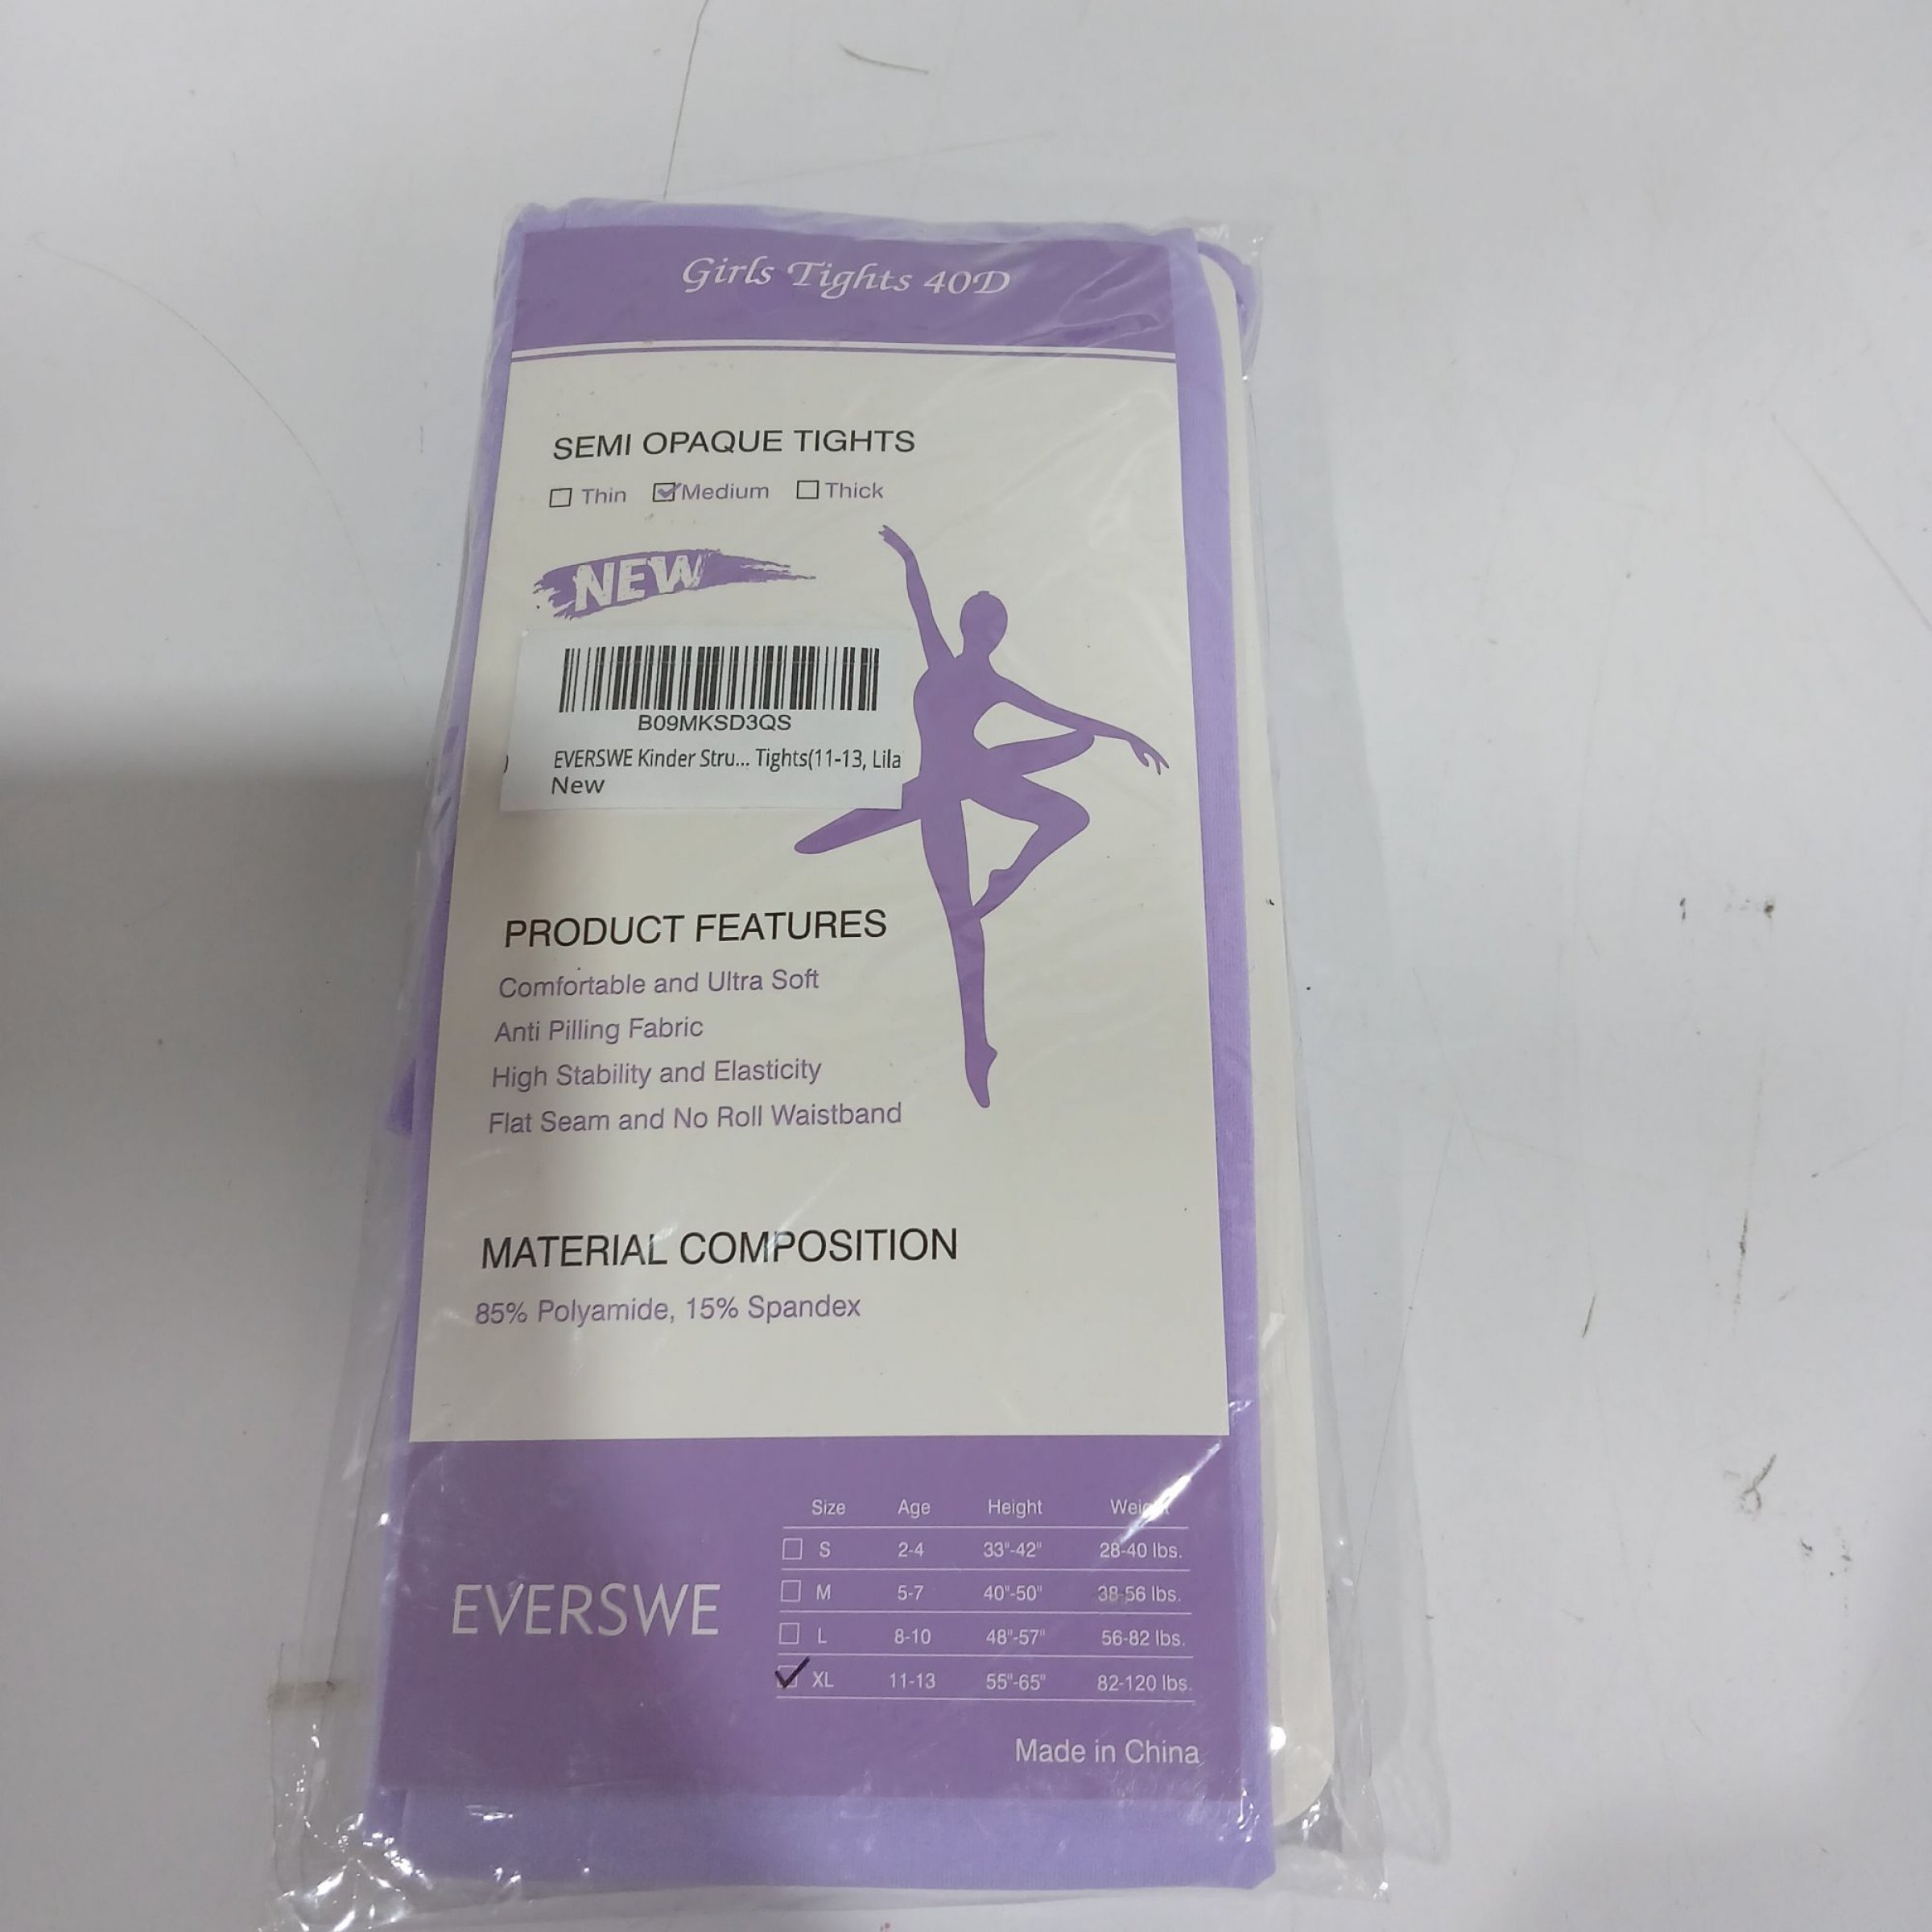 Girls Tights 40D
SEMI OPAQUE TIGHTS
Thin Medium Thick
NEW
B09MKSD3QS
EVERSWE Kinder Stru... Tights(11-13, Lila
)
New
PRODUCT FEATURES
Comfortable and Ultra Soft
Anti Pilling Fabric
High Stability and Elasticity
Flat Seam and No Roll Waistband
MATERIAL COMPOSITION
85% Polyamide, 15% Spandex
EVERSWE
Size Age Height Weight
S 2-4 33"-42" 28-40 lbs.
M 5-7 40"-50" 38-56 lbs.
L 8-10 48"-57" 56-82 lbs.
XL 11-13 55"-65" 82-120 lbs.
Made in China